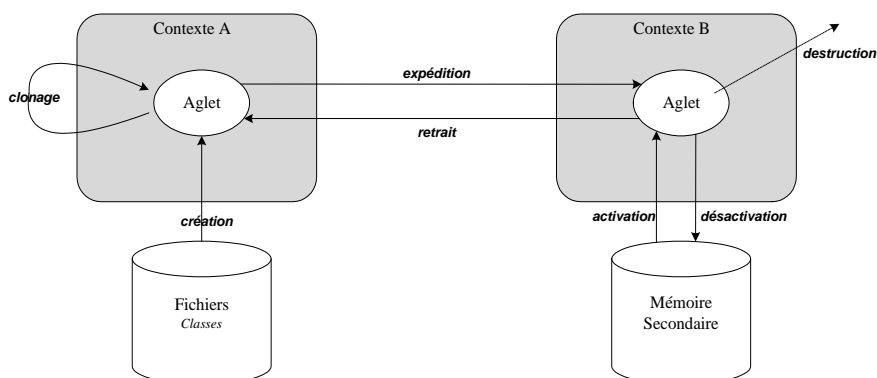 Contexte A
Contexte B
destruction
expédition
clonage
Aglet
Aglet
retrait
création
activation
désactivation
Fichiers
Classes
Mémoire
Secondaire